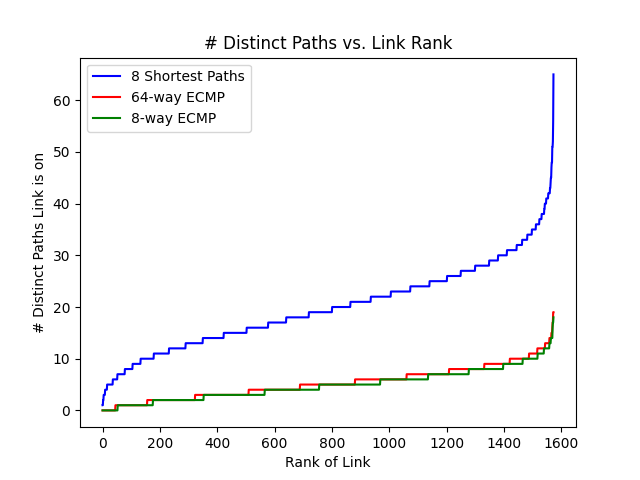 # Distinct Paths vs. Link Rank
8 Shortest Paths
64-way ECMP
8-way ECMP
# Distinct Paths Link is on
60
50
40
30
20
10
0
0 200 400 600 800 1000 1200 1400 1600
Rank of Link